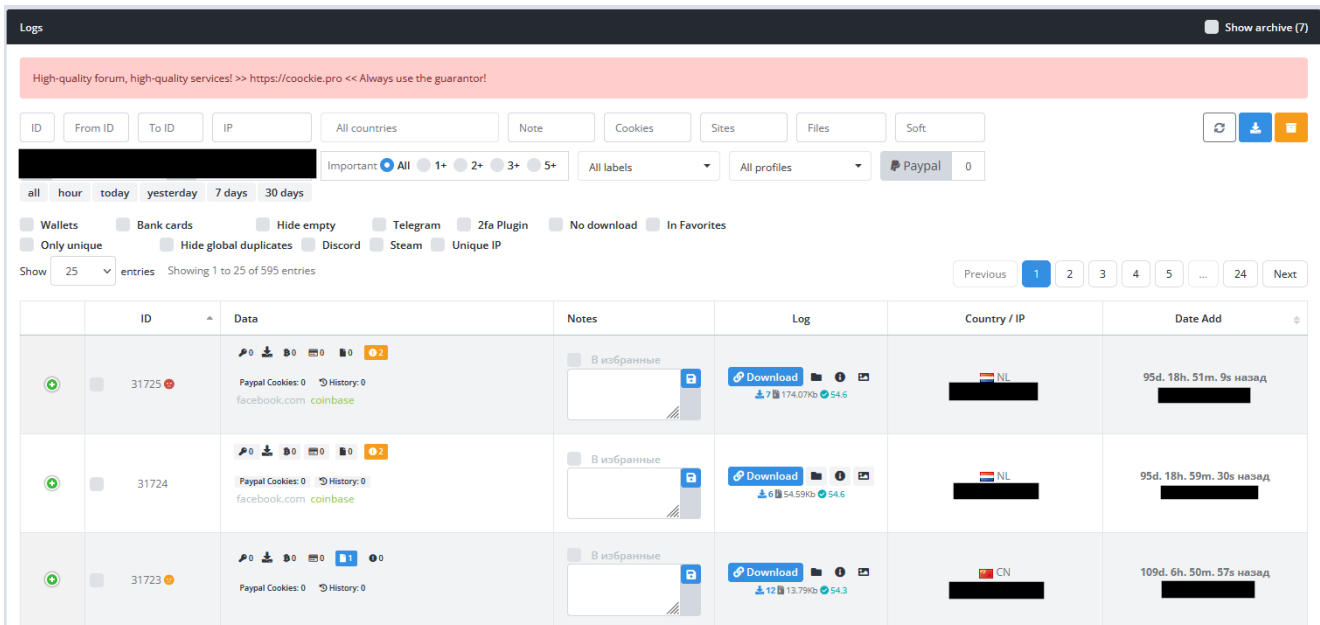 Logs Show archive (7)
High-quality forum, high-quality services! >> https://coockie.pro << Always use the guarantor!
ID From ID To ID IP All countries Note Cookies Sites Files Soft
Important All 1+ 2+ 3+ 5+ All labels All profiles Paypal 0
all hour today yesterday 7 days 30 days
Wallets Bank cards Hide empty Telegram 2fa Plugin No download In Favorites
Only unique Hide global duplicates Discord Steam Unique IP
Show 25 entries Showing 1 to 25 of 595 entries Previous 1 2 3 4 5 ... 24 Next
ID Data Notes Log Country / IP Date Add
0 0 0 0 2 В избранные
31725 Download NL 95d. 18h. 51m. 9s назад
Paypal Cookies: 0 History: 0 7 174.07Kb 54.6
facebook.com coinbase
0 0 0 0 2 В избранные
31724 Download NL 95d. 18h. 59m. 30s назад
Paypal Cookies: 0 History: 0 6 54.59Kb 54.6
facebook.com coinbase
0 0 0 1 0 В избранные
31723 Download CN 109d. 6h. 50m. 57s назад
Paypal Cookies: 0 History: 0 12 13.79Kb 54.3